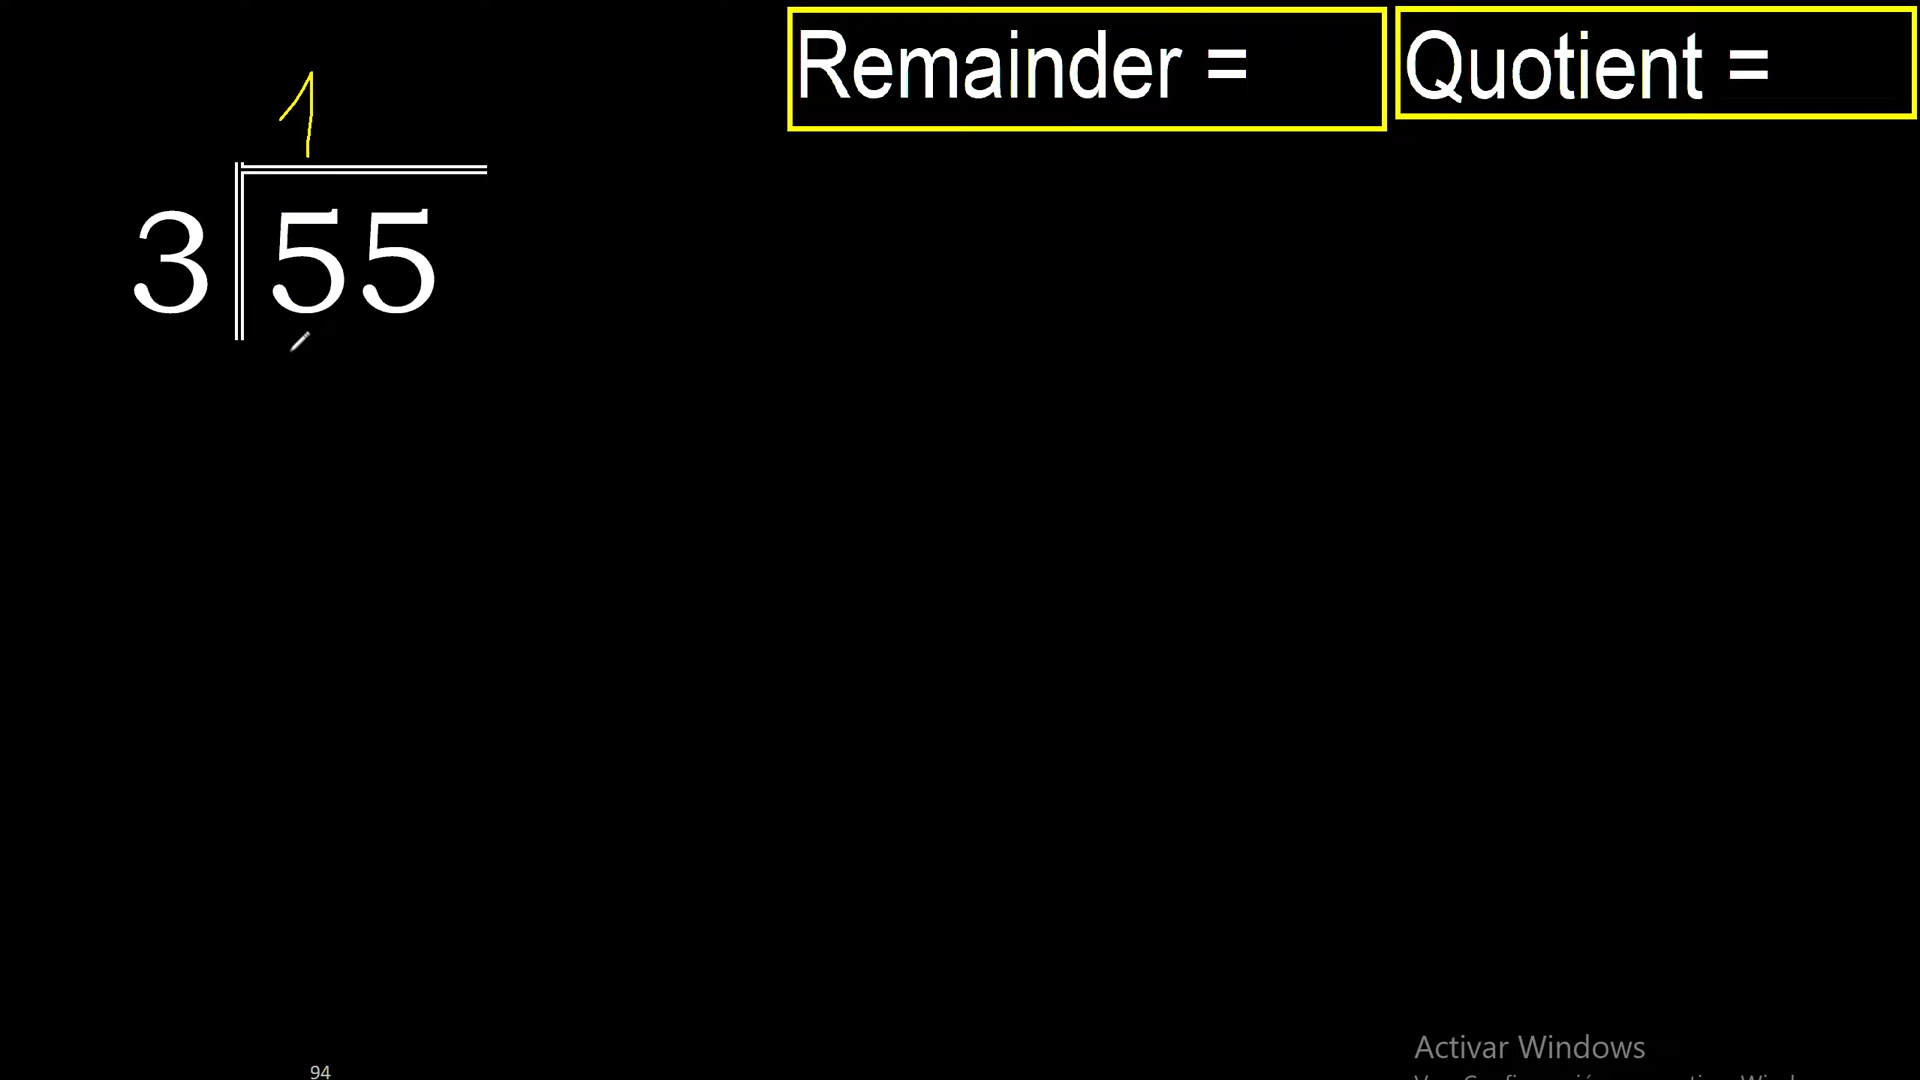 Remainder = Quotient =
1
3 55
Activar Windows
94